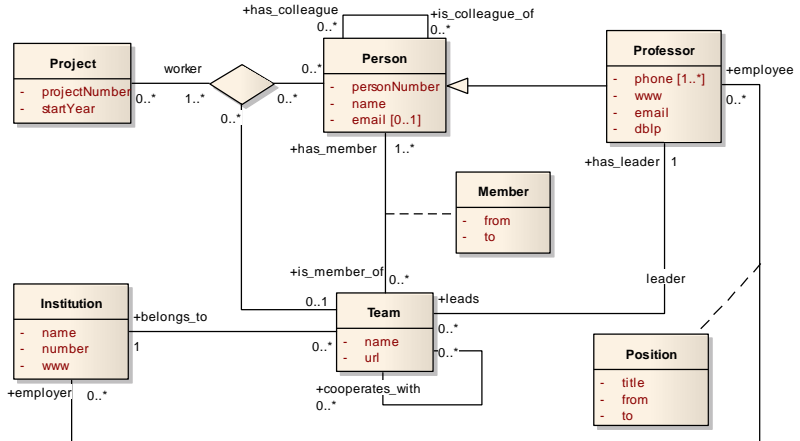 +has_colleague
0..*
+is_colleague_of
0..*
Project
- projectNumber
- startYear
0..*
worker
1..*
0..*
0..*
0..*
Person
- personNumber
- name
- email [0..1]
Professor
- phone [1..*]
- www
- email
- dblp
+employee
0..*
+has_member
1..*
+has_leader
1
Member
- from
- to
+is_member_of
0..*
leader
Institution
- name
- number
- www
+belongs_to
1
0..1
0..*
Team
- name
- url
+leads
0..*
0..*
+cooperates_with
0..*
Position
- title
- from
- to
+employer
0..*